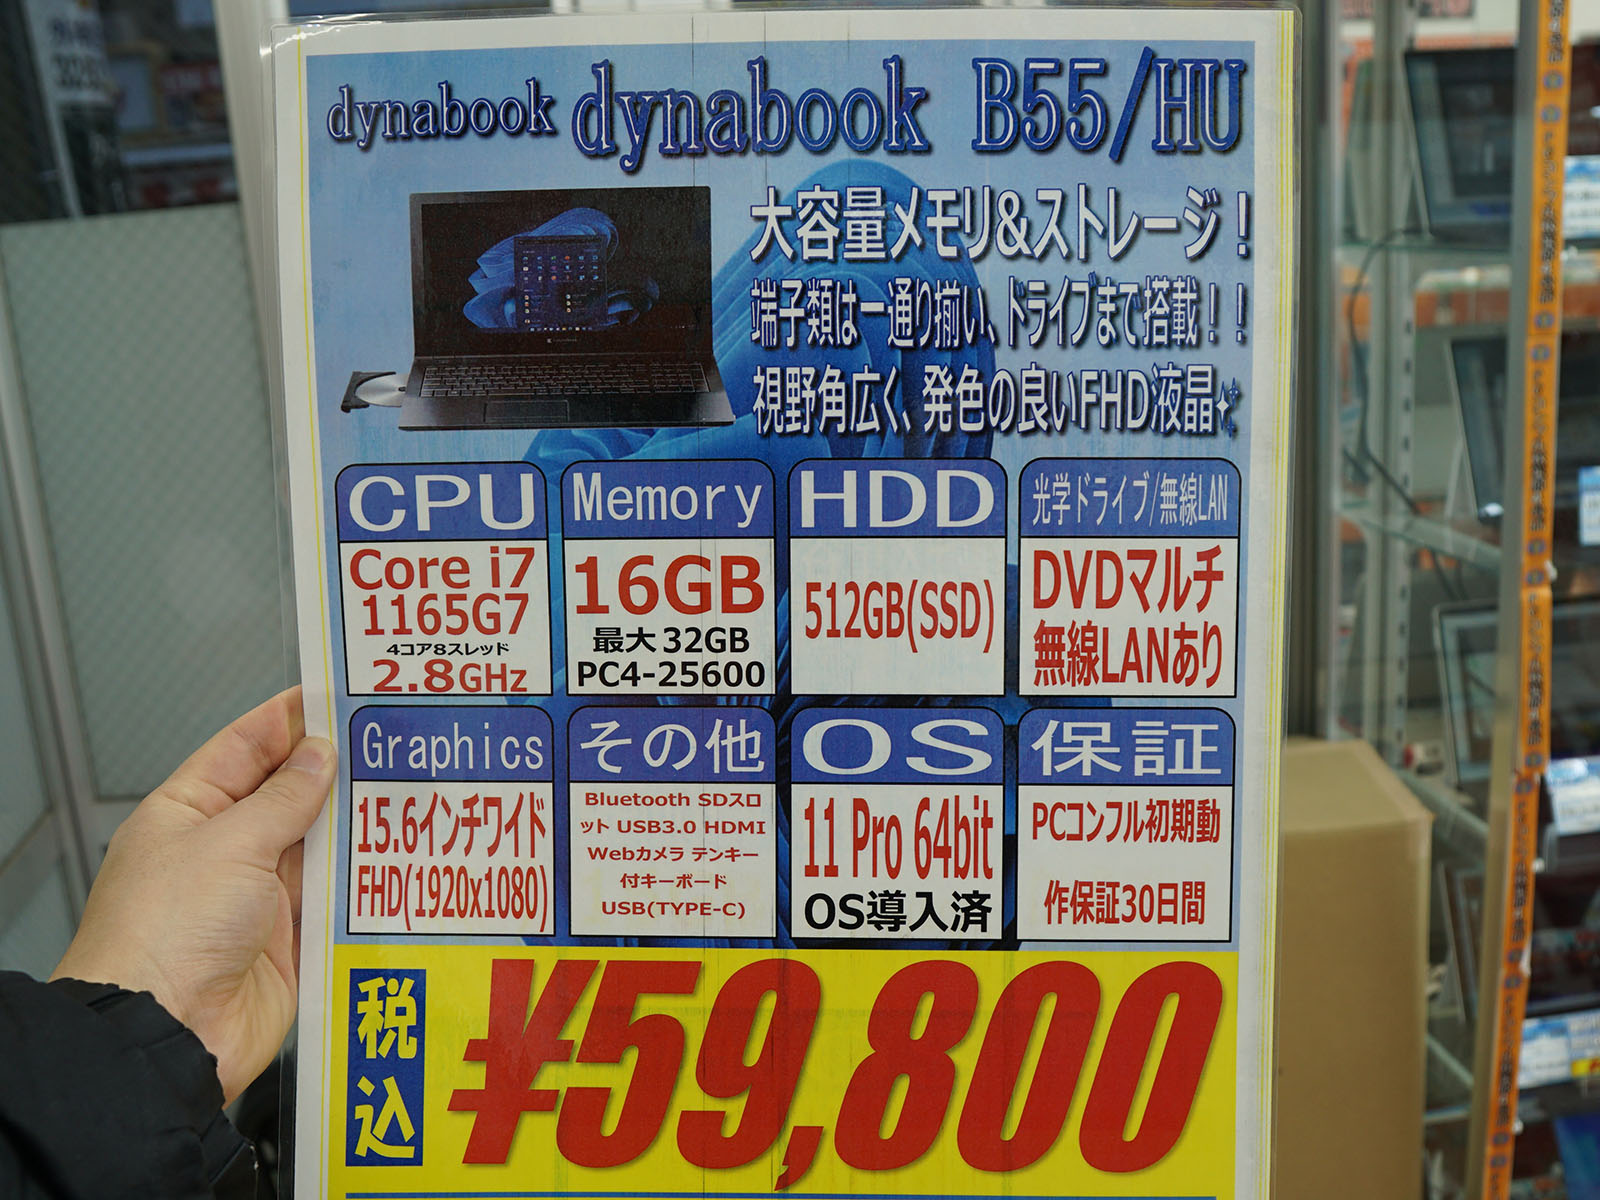 dynabook dynabook B55/HU
大容量メモリ&ストレージ!
端子類は一通り揃い、ドライブまで搭載!!
視野角広く、発色の良いFHD液晶
CPU
Core i7
1165G7
4コア8スレッド
2.8GHz
Memory
16GB
最大 32GB
PC4-25600
HDD
512GB(SSD)
光学ドライブ/無線LAN
DVDマルチ
無線LANあり
Graphics
15.6インチワイド
FHD(1920x1080)
その他
Bluetooth SDスロ
ット USB3.0 HDMI
Webカメラ テンキー
付キーボード
USB(TYPE-C)
OS
11 Pro 64bit
OS導入済
保証
PCコンフル初期動
作保証30日間
税込
¥59,800